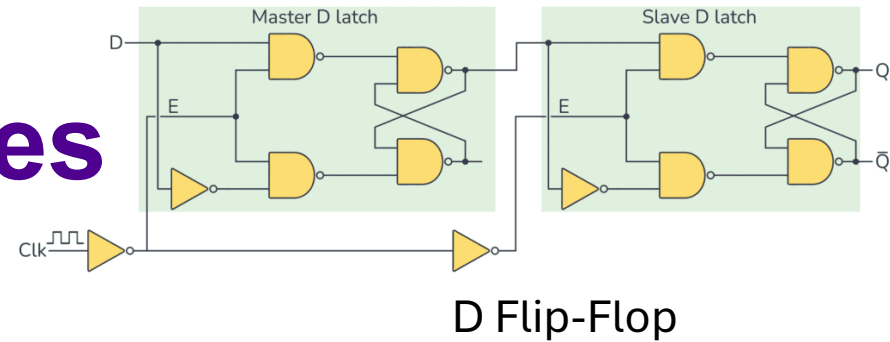 Master D latch
Slave D latch
D
E
E
Q
Q̅
es
Clk
D Flip-Flop